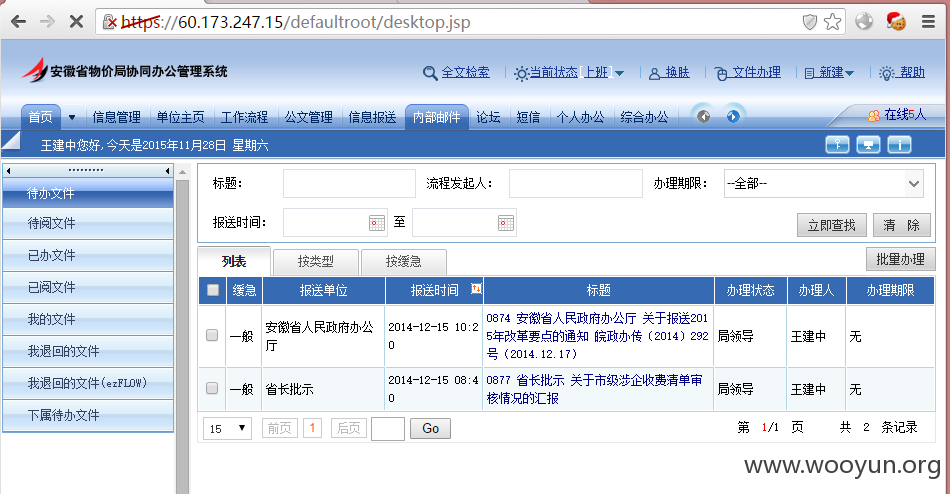 https://60.173.247.15/defaultroot/desktop.jsp
安徽省物价局协同办公管理系统
全文检索 当前状态[上班] 换肤 文件办理 新建 帮助
首页 信息管理 单位主页 工作流程 公文管理 信息报送 内部邮件 论坛 短信 个人办公 综合办公 在线5人
王建中您好,今天是2015年11月28日 星期六
待办文件
待阅文件
已办文件
已阅文件
我的文件
我退回的文件
我退回的文件(ezFLOW)
下属待办文件
标题: 流程发起人: 办理期限: --全部--
报送时间: 至 立即查找 清 除
列表 按类型 按缓急 批量办理
缓急 报送单位 报送时间 标题 办理状态 办理人 办理期限
一般 安徽省人民政府办公厅 2014-12-15 10:20 0874 安徽省人民政府办公厅 关于报送2015年改革要点的通知 皖政办传（2014）292号（2014.12.17） 局领导 王建中 无
一般 省长批示 2014-12-15 08:40 0877 省长批示 关于市级涉企收费清单审核情况的汇报 局领导 王建中 无
15 前页 1 后页 Go 第 1/1 页 共 2 条记录
www.wooyun.org